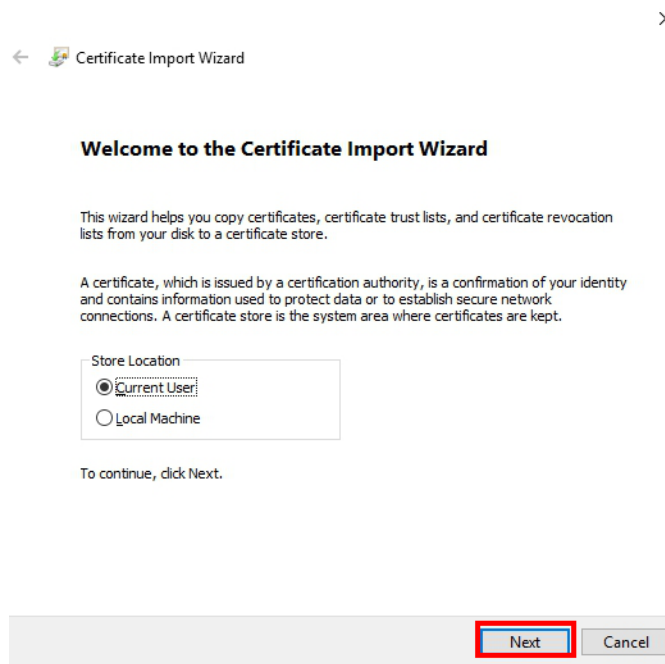 Certificate Import Wizard
Welcome to the Certificate Import Wizard
This wizard helps you copy certificates, certificate trust lists, and certificate revocation
lists from your disk to a certificate store.
A certificate, which is issued by a certification authority, is a confirmation of your identity
and contains information used to protect data or to establish secure network
connections. A certificate store is the system area where certificates are kept.
Store Location
Current User
Local Machine
To continue, click Next.
Next Cancel